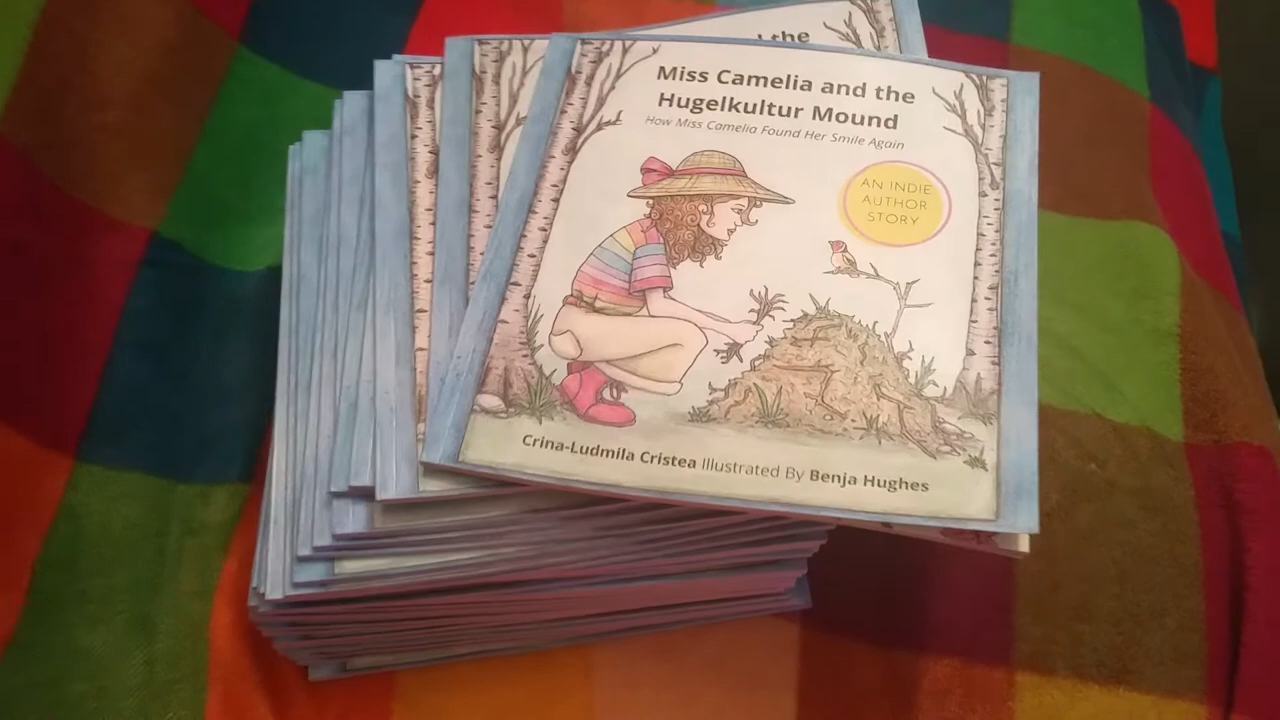 the
Miss Camelia and the
Hugelkultur Mound
How Miss Camelia Found Her Smile Again
AN INDIE
AUTHOR
STORY
Crina-Ludmila Cristea Illustrated By Benja Hughes